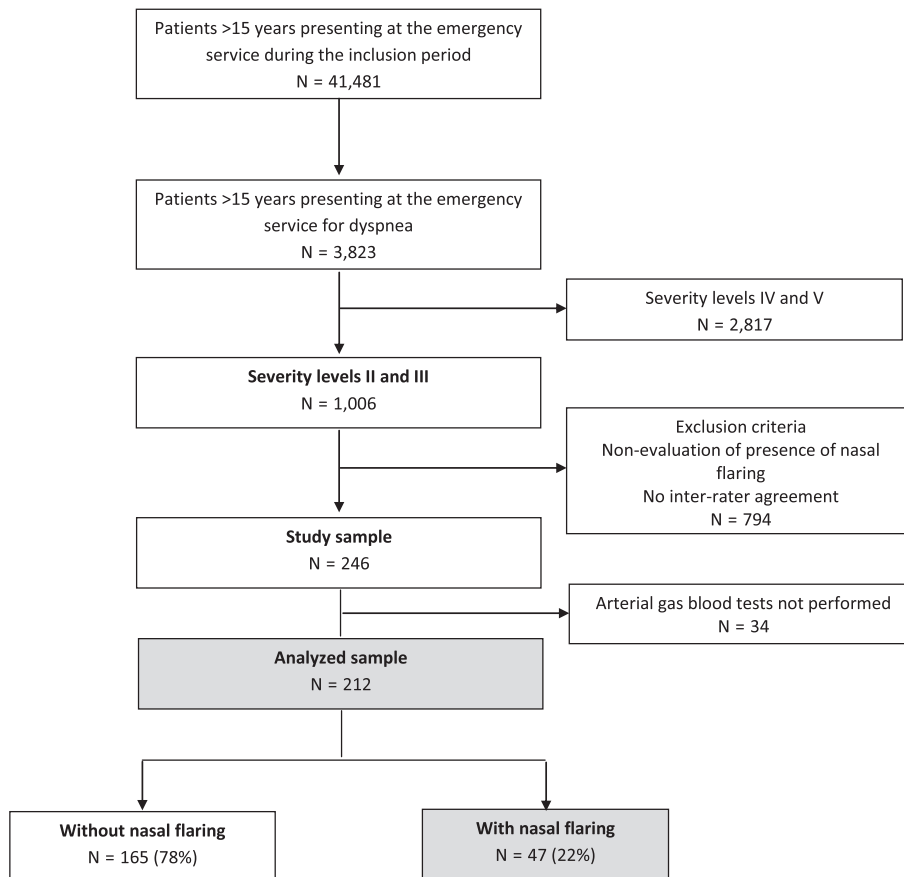 Patients >15 years presenting at the emergency
service during the inclusion period
N = 41,481
Patients >15 years presenting at the emergency
service for dyspnea
N = 3,823
Severity levels IV and V
N = 2,817
Severity levels II and III
N = 1,006
Exclusion criteria
Non-evaluation of presence of nasal
flaring
No inter-rater agreement
N = 794
Study sample
N = 246
Arterial gas blood tests not performed
N = 34
Analyzed sample
N = 212
Without nasal flaring
N = 165 (78%)
With nasal flaring
N = 47 (22%)